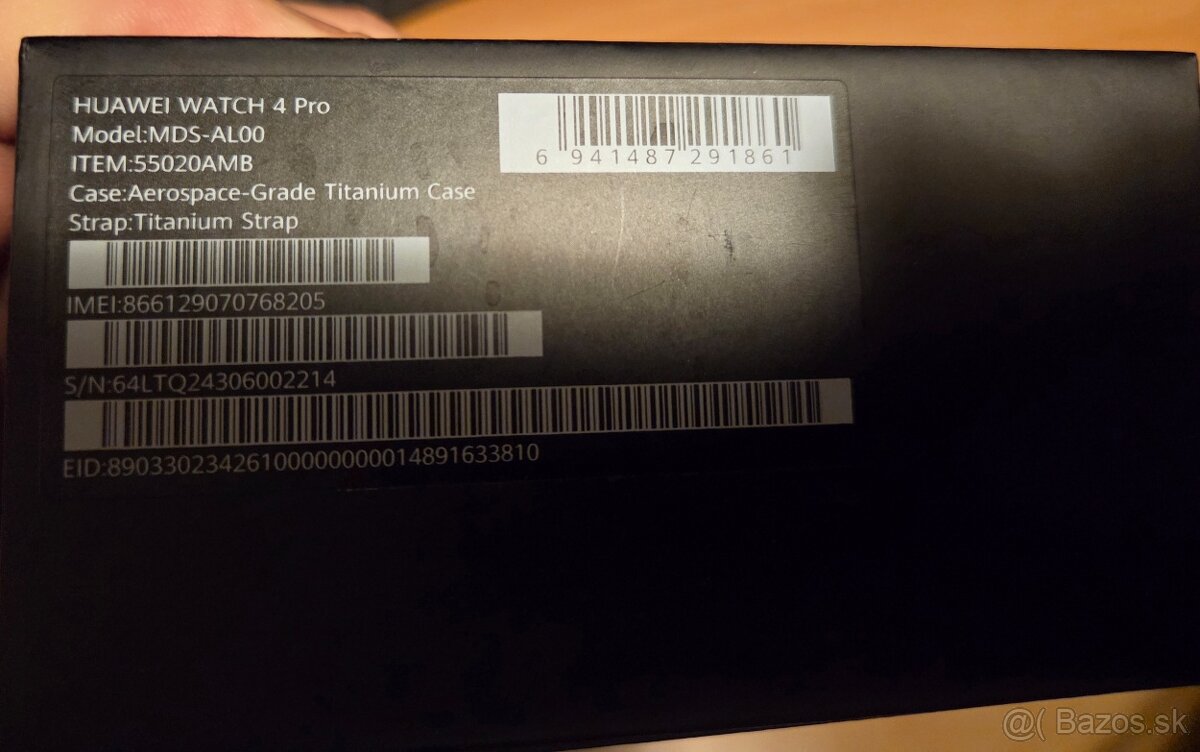 HUAWEI WATCH 4 Pro
Model:MDS-AL00
ITEM:55020AMB
Case:Aerospace-Grade Titanium Case
Strap:Titanium Strap
6 941487 291861
IMEI:866129070768205
S/N:64LTQ24306002214
EID:89033023426100000000014891633810
@( Bazos.sk